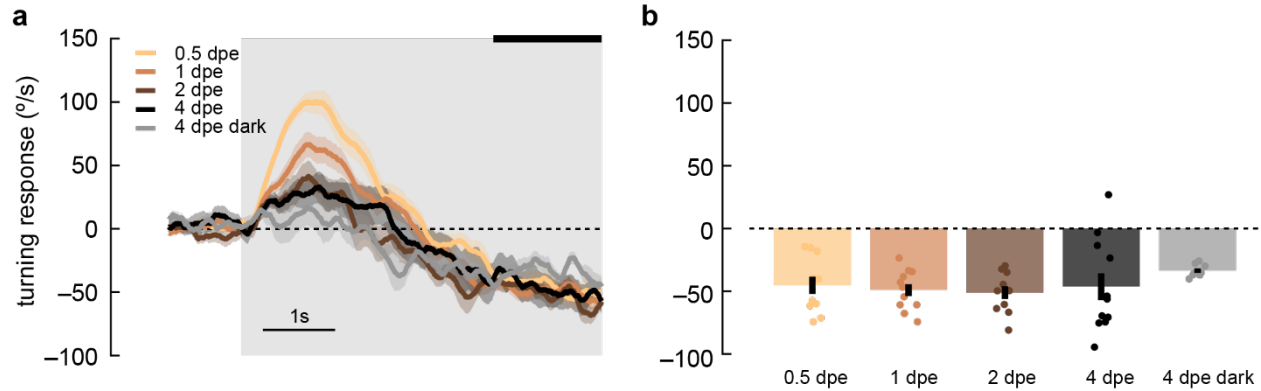 a
turning response (º/s)
150
100
50
0
–50
–100
0.5 dpe
1 dpe
2 dpe
4 dpe
4 dpe dark
1s
b
150
100
50
0
–50
–100
0.5 dpe
1 dpe
2 dpe
4 dpe
4 dpe dark